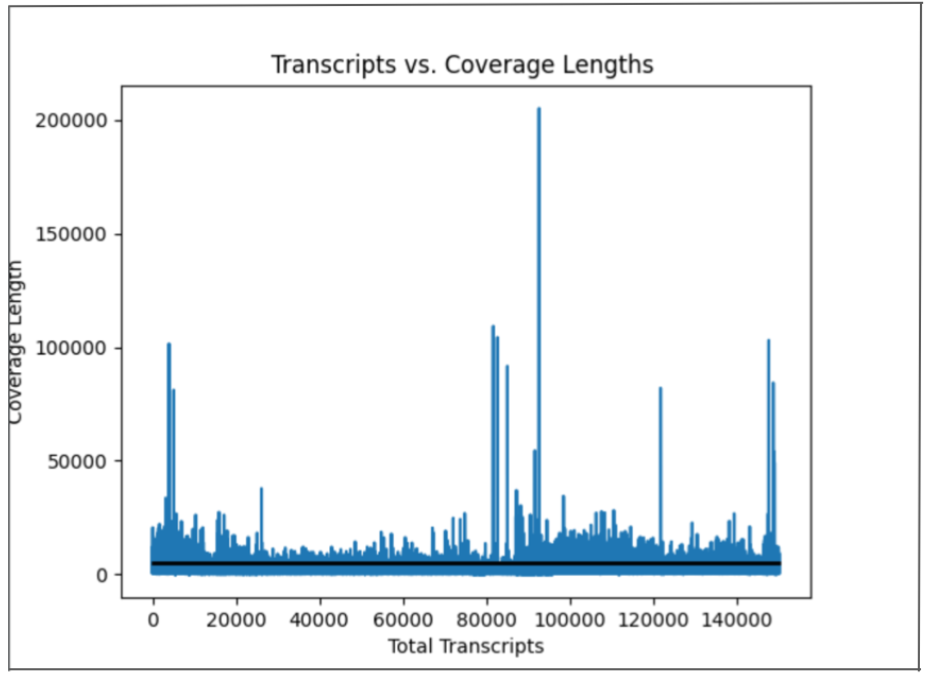 Transcripts vs. Coverage Lengths
200000
150000
100000
50000
0
Coverage Length
0 20000 40000 60000 80000 100000 120000 140000
Total Transcripts